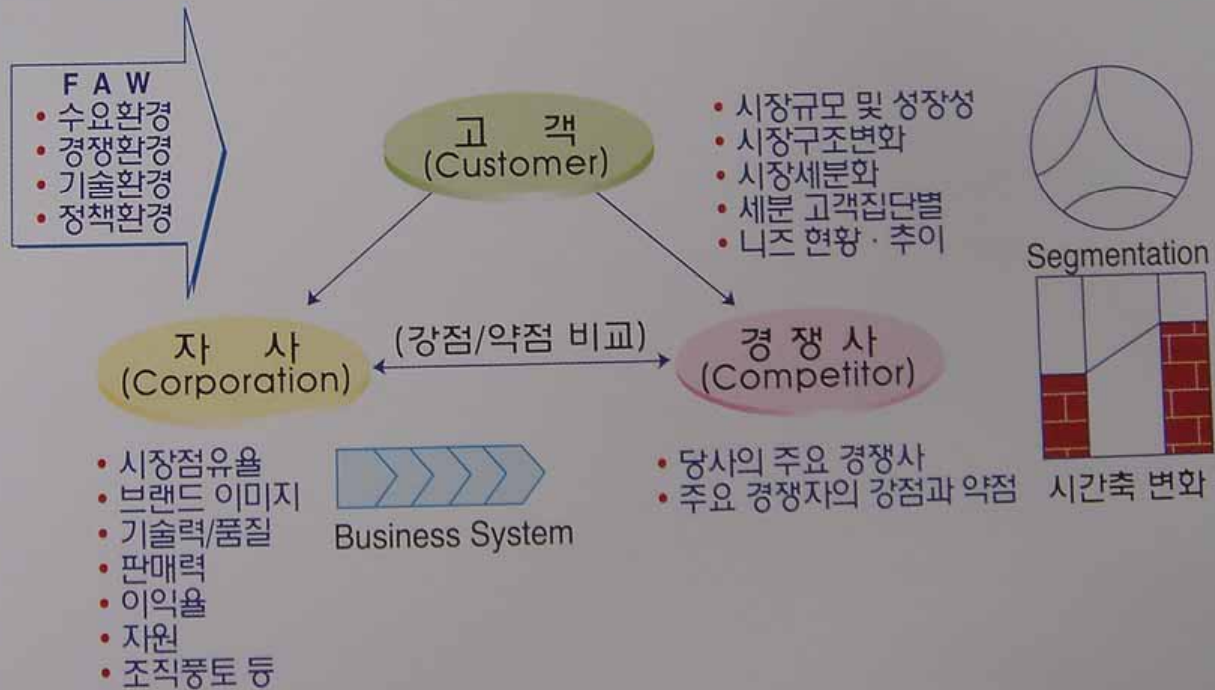 F A W
• 수요환경
• 경쟁환경
• 기술환경
• 정책환경
고 객
(Customer)
• 시장규모 및 성장성
• 시장구조변화
• 시장세분화
• 세분 고객집단별
• 니즈 현황 · 추이
Segmentation
자 사
(Corporation)
(강점/약점 비교)
경 쟁 사
(Competitor)
• 시장점유율
• 브랜드 이미지
• 기술력/품질
• 판매력
• 이익율
• 자원
• 조직풍토 등
Business System
• 당사의 주요 경쟁사
• 주요 경쟁자의 강점과 약점
시간축 변화